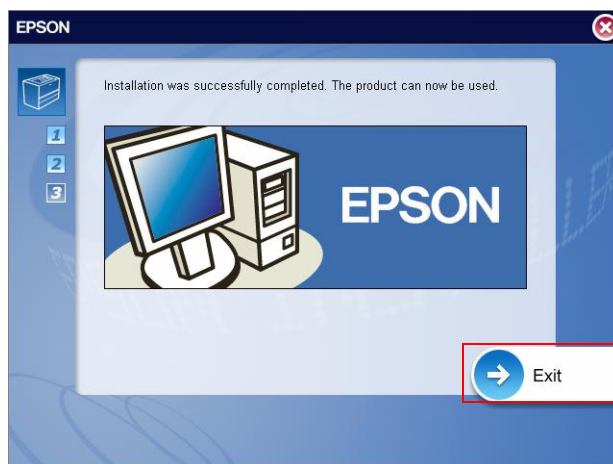 EPSON
Installation was successfully completed. The product can now be used.
1
2
3
EPSON
Exit